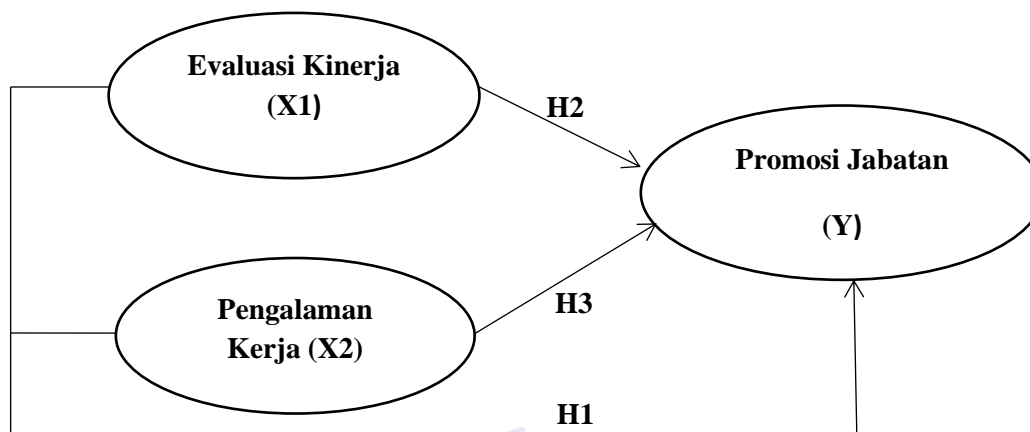 Evaluasi Kinerja
(X1)
H2
Promosi Jabatan
(Y)
Pengalaman
Kerja (X2)
H3
H1